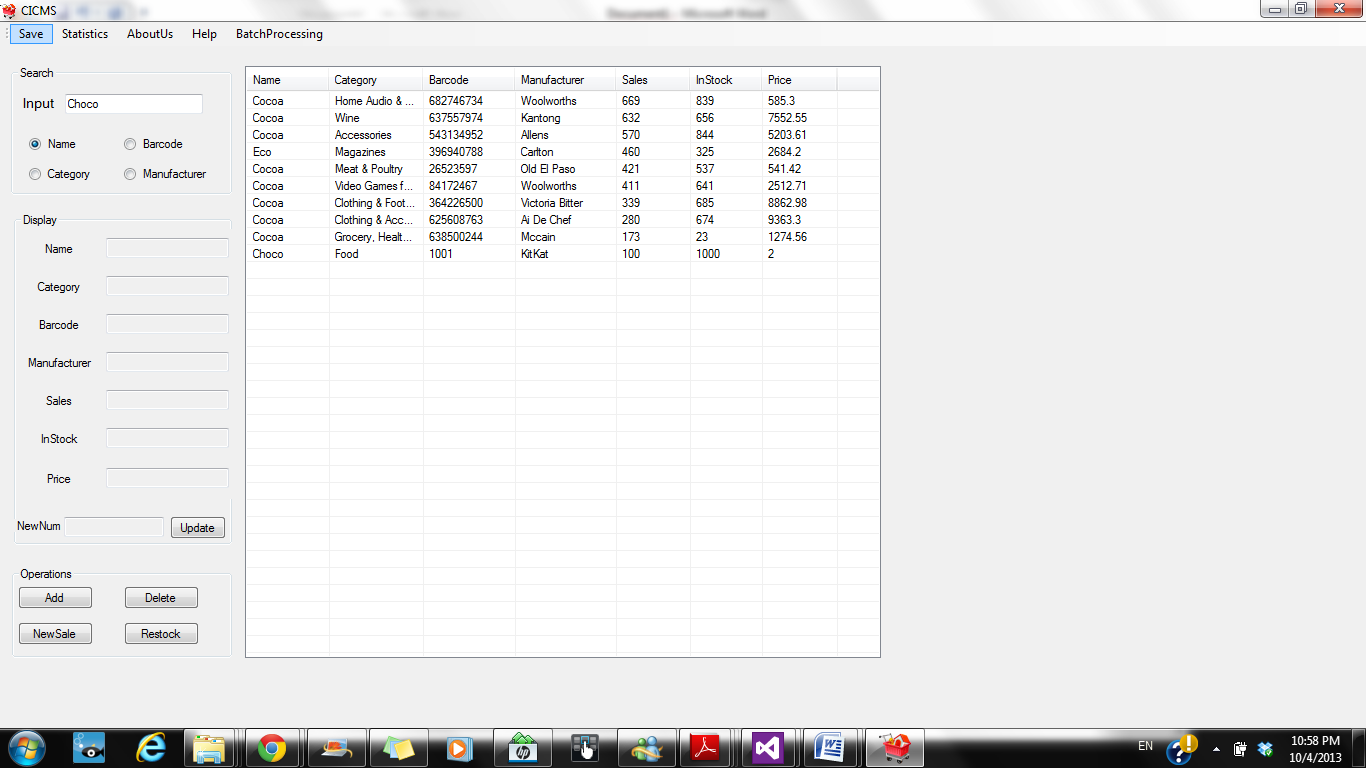 CICMS
Save Statistics AboutUs Help BatchProcessing
Search
Input Choco
Name Barcode
Category Manufacturer
Display
Name
Category
Barcode
Manufacturer
Sales
InStock
Price
NewNum Update
Operations
Add Delete
NewSale Restock
Name Category Barcode Manufacturer Sales InStock Price
Cocoa Home Audio & ... 682746734 Woolworths 669 839 585.3
Cocoa Wine 637557974 Kantong 632 656 7552.55
Cocoa Accessories 543134952 Allens 570 844 5203.61
Eco Magazines 396940788 Carlton 460 325 2684.2
Cocoa Meat & Poultry 26523597 Old El Paso 421 537 541.42
Cocoa Video Games f... 84172467 Woolworths 411 641 2512.71
Cocoa Clothing & Foot... 364226500 Victoria Bitter 339 685 8862.98
Cocoa Clothing & Acc... 625608763 Ai De Chef 280 674 9363.3
Cocoa Grocery, Healt... 638500244 Mccain 173 23 1274.56
Choco Food 1001 KitKat 100 1000 2
EN
10:58 PM
10/4/2013